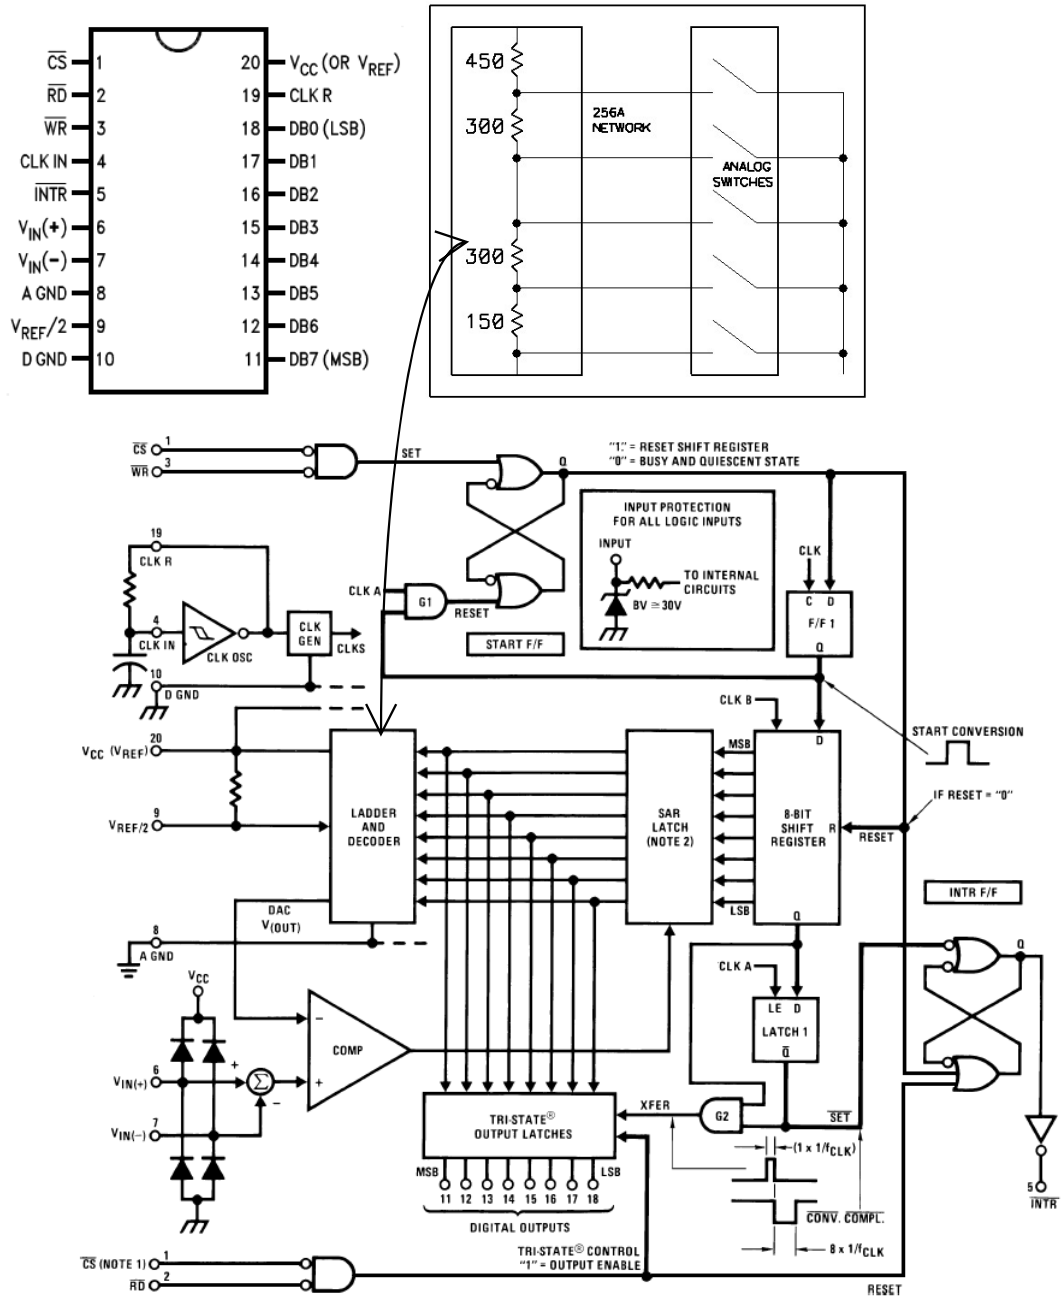 CS 1
RD 2
WR 3
CLK IN 4
INTR 5
VIN(+) 6
VIN(−) 7
A GND 8
VREF/2 9
D GND 10
20 VCC (OR VREF)
19 CLK R
18 DB0 (LSB)
17 DB1
16 DB2
15 DB3
14 DB4
13 DB5
12 DB6
11 DB7 (MSB)
450
300
300
150
256A
NETWORK
ANALOG
SWITCHES
CS 1
WR 3
SET
Q
"1" = RESET SHIFT REGISTER
"0" = BUSY AND QUIESCENT STATE
INPUT PROTECTION
FOR ALL LOGIC INPUTS
INPUT
TO INTERNAL
CIRCUITS
BV ≅ 30V
CLK
C D
F/F 1
Q
19
CLK R
4
CLK IN
CLK OSC
CLK
GEN
CLKS
10
D GND
CLK A
G1
RESET
START F/F
20
VCC (VREF)
9
VREF/2
LADDER
AND
DECODER
SAR
LATCH
(NOTE 2)
MSB
LSB
CLK B
D
8-BIT
SHIFT
REGISTER
R
Q
RESET
START CONVERSION
IF RESET = "0"
INTR F/F
DAC
V(OUT)
8
A GND
VCC
6
VIN(+)
7
VIN(−)
+
Σ
−
−
COMP
+
CLK A
LE D
LATCH 1
Q
Q
TRI-STATE®
OUTPUT LATCHES
XFER
G2
SET
MSB
LSB
11 12 13 14 15 16 17 18
DIGITAL OUTPUTS
(1 x 1/fCLK)
CONV. COMPL.
8 x 1/fCLK
5
INTR
CS (NOTE 1) 1
RD 2
TRI-STATE® CONTROL
"1" = OUTPUT ENABLE
RESET